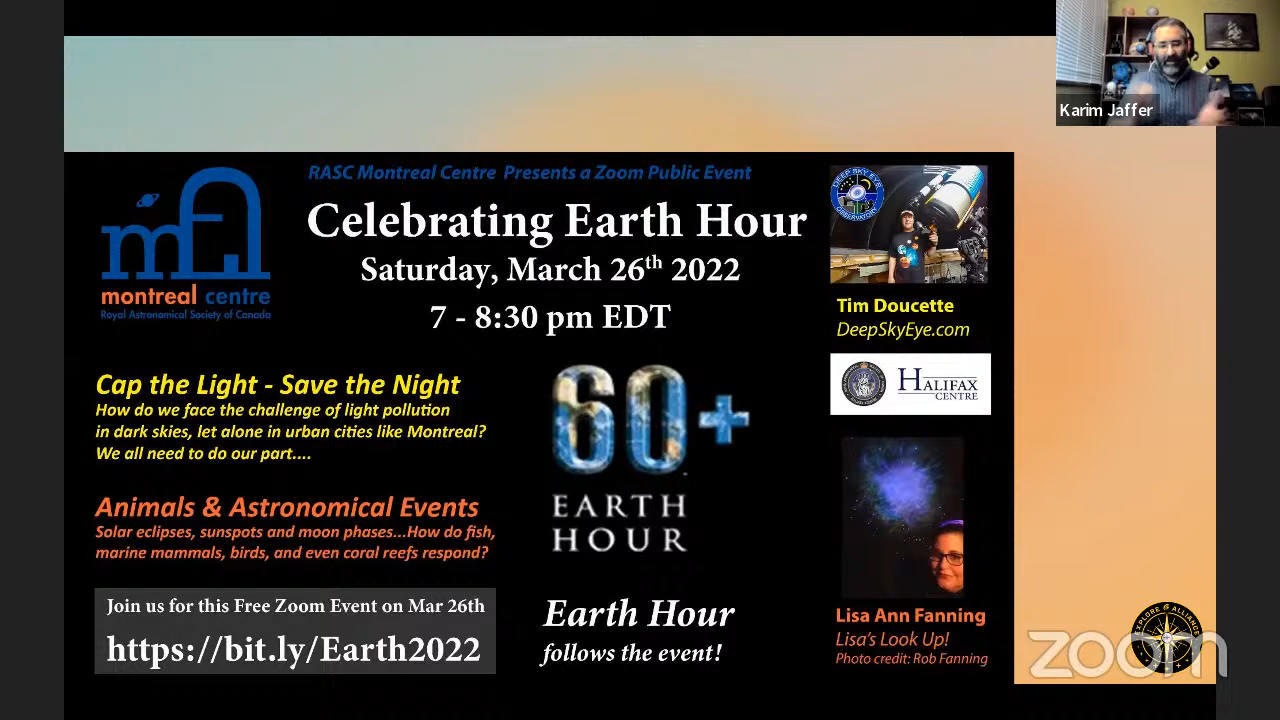 Karim Jaffer
RASC Montreal Centre Presents a Zoom Public Event
Celebrating Earth Hour
Saturday, March 26th 2022
7 - 8:30 pm EDT
montreal centre
Royal Astronomical Society of Canada
DEEP SKY EYE
OBSERVATORY
Tim Doucette
DeepSkyEye.com
HALIFAX
CENTRE
Cap the Light - Save the Night
How do we face the challenge of light pollution
in dark skies, let alone in urban cities like Montreal?
We all need to do our part....
60+
EARTH
HOUR
Animals & Astronomical Events
Solar eclipses, sunspots and moon phases...How do fish,
marine mammals, birds, and even coral reefs respond?
Join us for this Free Zoom Event on Mar 26th
https://bit.ly/Earth2022
Earth Hour
follows the event!
Lisa Ann Fanning
Lisa's Look Up!
Photo credit: Rob Fanning
EXPLORE ALLIANCE
zoom